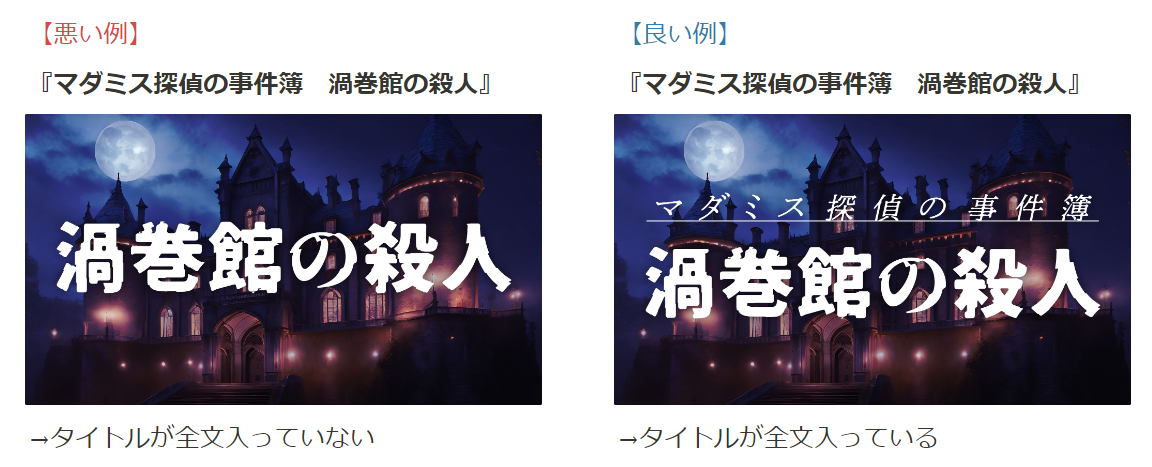 【悪い例】
『マダミス探偵の事件簿　渦巻館の殺人』
渦巻館の殺人
→タイトルが全文入っていない
【良い例】
『マダミス探偵の事件簿　渦巻館の殺人』
マダミス探偵の事件簿
渦巻館の殺人
→タイトルが全文入っている